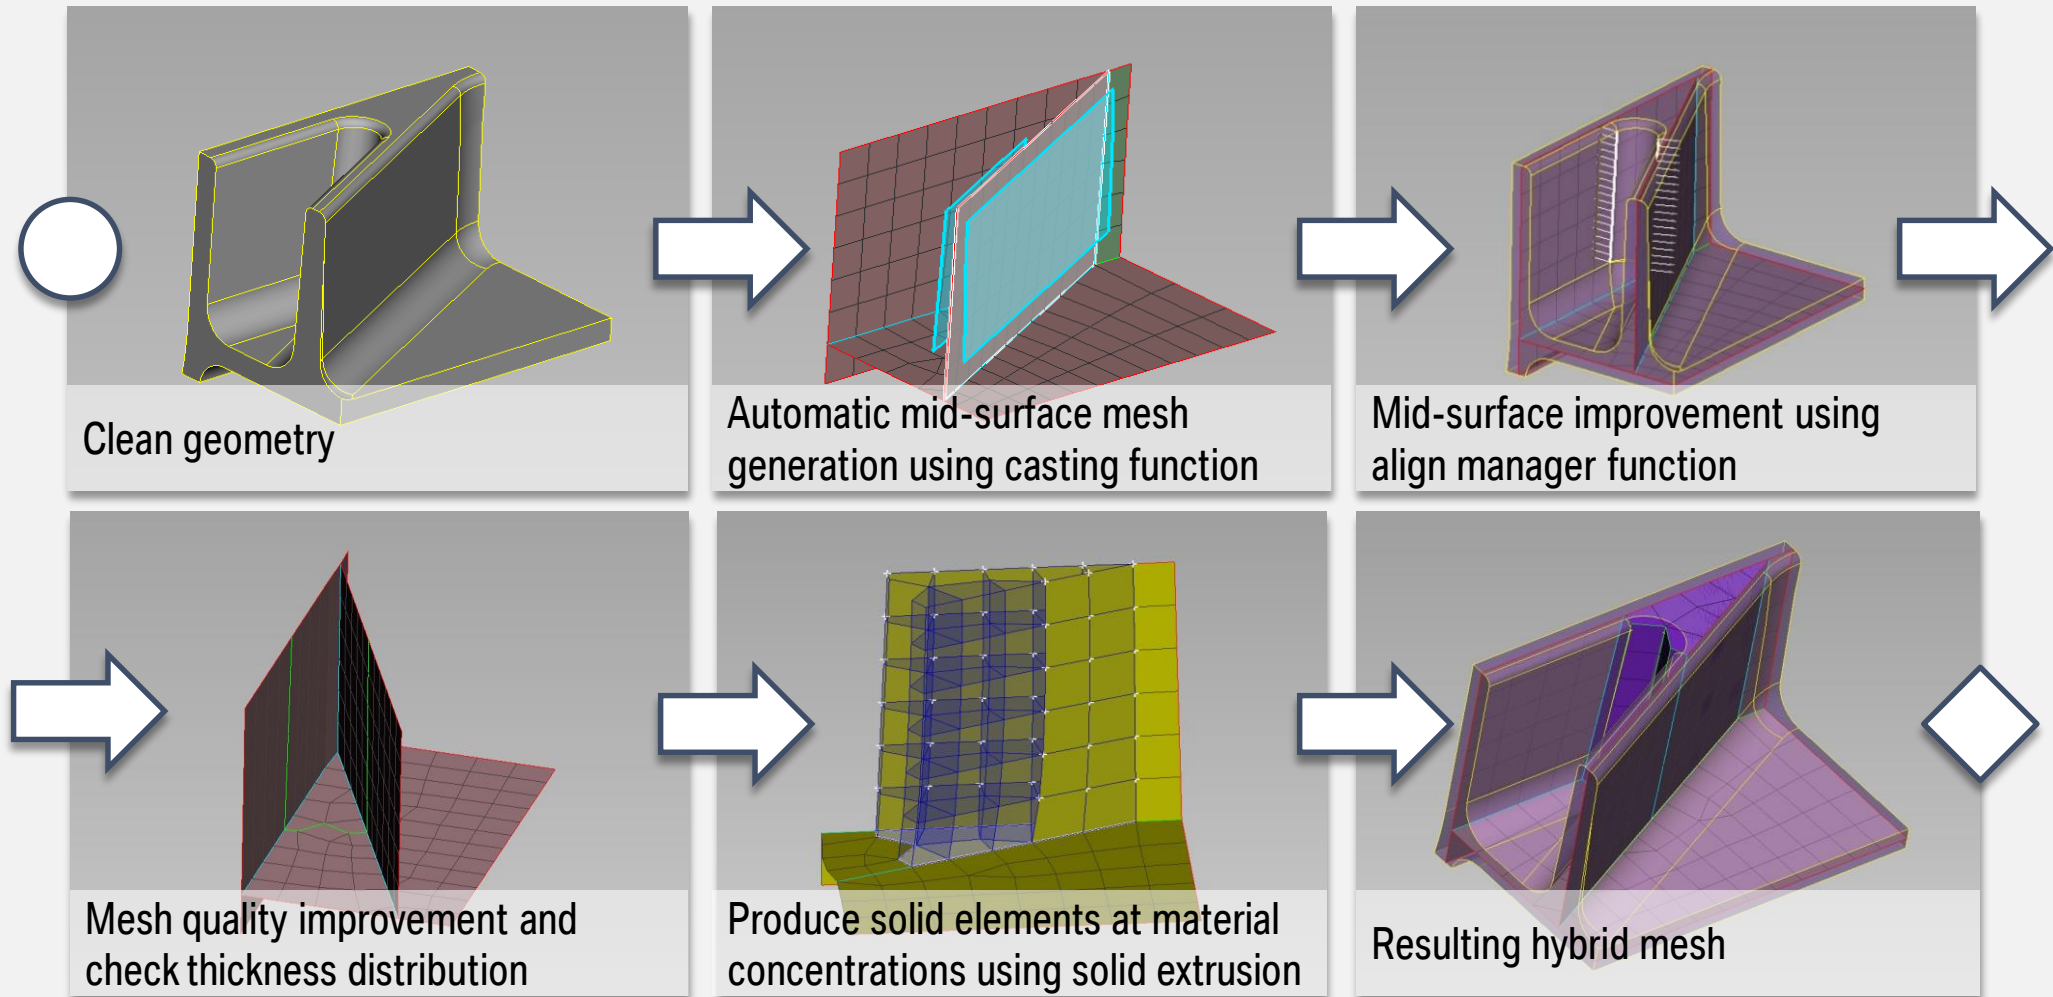 Clean geometry
Automatic mid-surface mesh
generation using casting function
Mid-surface improvement using
align manager function
Mesh quality improvement and
check thickness distribution
Produce solid elements at material
concentrations using solid extrusion
Resulting hybrid mesh